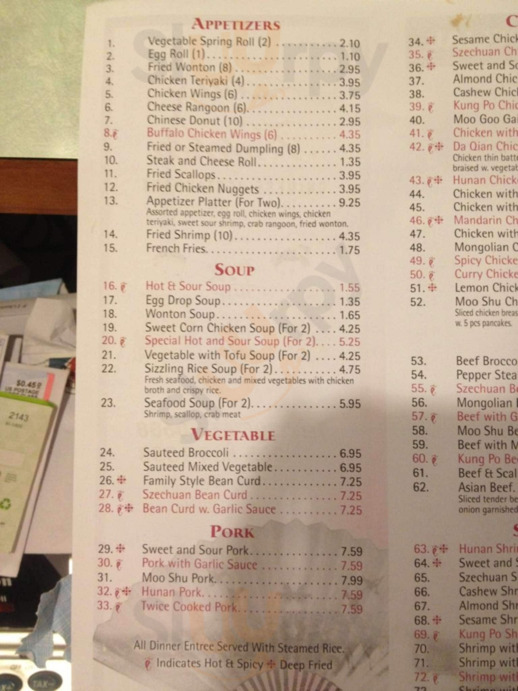 APPETIZERS
1. Vegetable Spring Roll (2) 2.10
2. Egg Roll (1) 1.10
3. Fried Wonton (8) 2.95
4. Chicken Teriyaki (4) 3.95
5. Chicken Wings (6) 3.75
6. Cheese Rangoon (6) 4.15
7. Chinese Donut (10) 2.95
8. Buffalo Chicken Wings (6) 4.35
9. Fried or Steamed Dumpling (8) 4.35
10. Steak and Cheese Roll 1.35
11. Fried Scallops 3.95
12. Fried Chicken Nuggets 3.95
13. Appetizer Platter (For Two) 9.25
Assorted appetizer, egg roll, chicken wings, chicken
teriyaki, sweet sour shrimp, crab rangoon, fried wonton.
14. Fried Shrimp (10) 4.35
15. French Fries 1.75
SOUP
16. Hot & Sour Soup 1.55
17. Egg Drop Soup 1.35
18. Wonton Soup 1.65
19. Sweet Corn Chicken Soup (For 2) 4.25
20. Special Hot and Sour Soup (For 2) 5.25
21. Vegetable with Tofu Soup (For 2) 4.25
22. Sizzling Rice Soup (For 2) 4.75
Fresh seafood, chicken and mixed vegetables with chicken
broth and crispy rice.
23. Seafood Soup (For 2) 5.95
Shrimp, scallop, crab meat
VEGETABLE
24. Sauteed Broccoli 6.95
25. Sauteed Mixed Vegetable 6.95
26. Family Style Bean Curd 7.25
27. Szechuan Bean Curd 7.25
28. Bean Curd w. Garlic Sauce 7.25
PORK
29. Sweet and Sour Pork 7.59
30. Pork with Garlic Sauce 7.59
31. Moo Shu Pork 7.99
32. Hunan Pork 7.59
33. Twice Cooked Pork 7.59
All Dinner Entree Served With Steamed Rice.
Indicates Hot & Spicy Deep Fried
C
34. Sesame Chick
35. Szechuan Ch
36. Sweet and So
37. Almond Chic
38. Cashew Chic
39. Kung Po Chic
40. Moo Goo Ga
41. Chicken with
42. Da Qian Chic
Chicken thin batt
braised w. vegetat
43. Hunan Chick
44. Chicken with
45. Chicken with
46. Mandarin Ch
47. Chicken with
48. Mongolian C
49. Spicy Chicke
50. Curry Chicke
51. Lemon Chick
52. Moo Shu Ch
Sliced chicken breas
w. 5 pcs pancakes.
53. Beef Brocco
54. Pepper Stea
55. Szechuan Be
56. Mongolian
57. Beef with G
58. Moo Shu Be
59. Beef with M
60. Kung Po Bee
61. Beef & Scal
62. Asian Beef.
Sliced tender be
onion garnished
S
63. Hunan Shri
64. Sweet and
65. Szechuan S
66. Cashew Shr
67. Almond Shr
68. Sesame Shr
69. Kung Po Sh
70. Shrimp wit
71. Shrimp wit
72. Shrimp wit
$0.45
US POSTAGE
2143